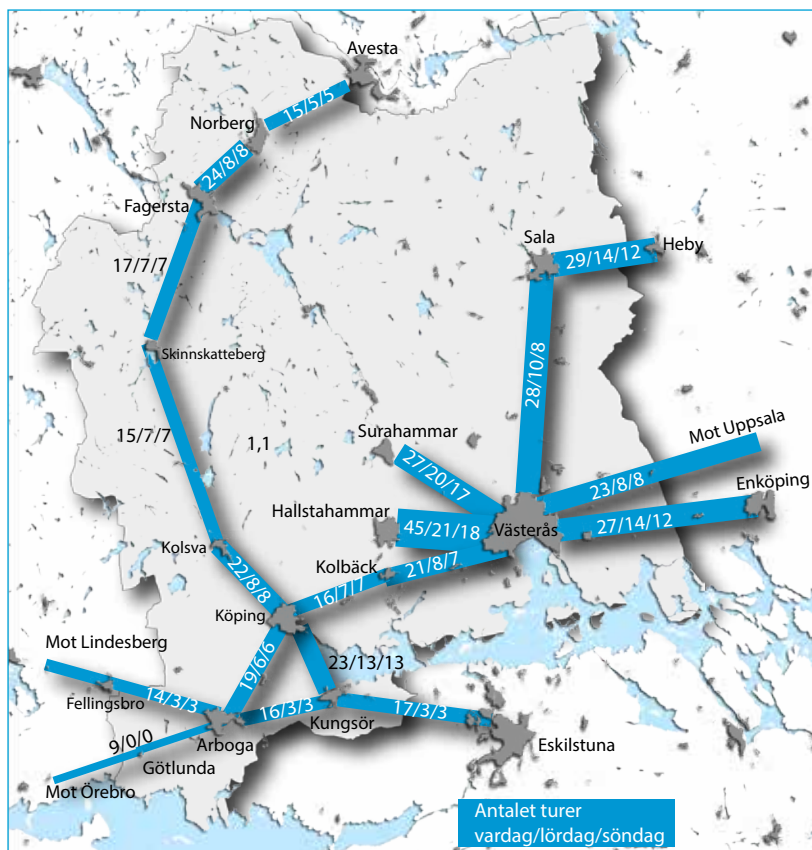 Avesta
15/5/5
Norberg
24/8/8
Fagersta
17/7/7
Sala
29/14/12
Heby
Skinnskatteberg
28/10/8
15/7/7
1,1
Surahammar
27/20/17
Mot Uppsala
23/8/8
Enköping
Hallstahammar
45/21/18
Västerås
27/14/12
Kolsva
22/8/8
Kolbäck
21/8/7
16/7/7
Köping
Mot Lindesberg
19/6/6
23/13/13
Fellingsbro
14/3/3
16/3/3
17/3/3
Kungsör
9/0/0
Arboga
Eskilstuna
Götlunda
Mot Örebro
Antalet turer
vardag/lördag/söndag